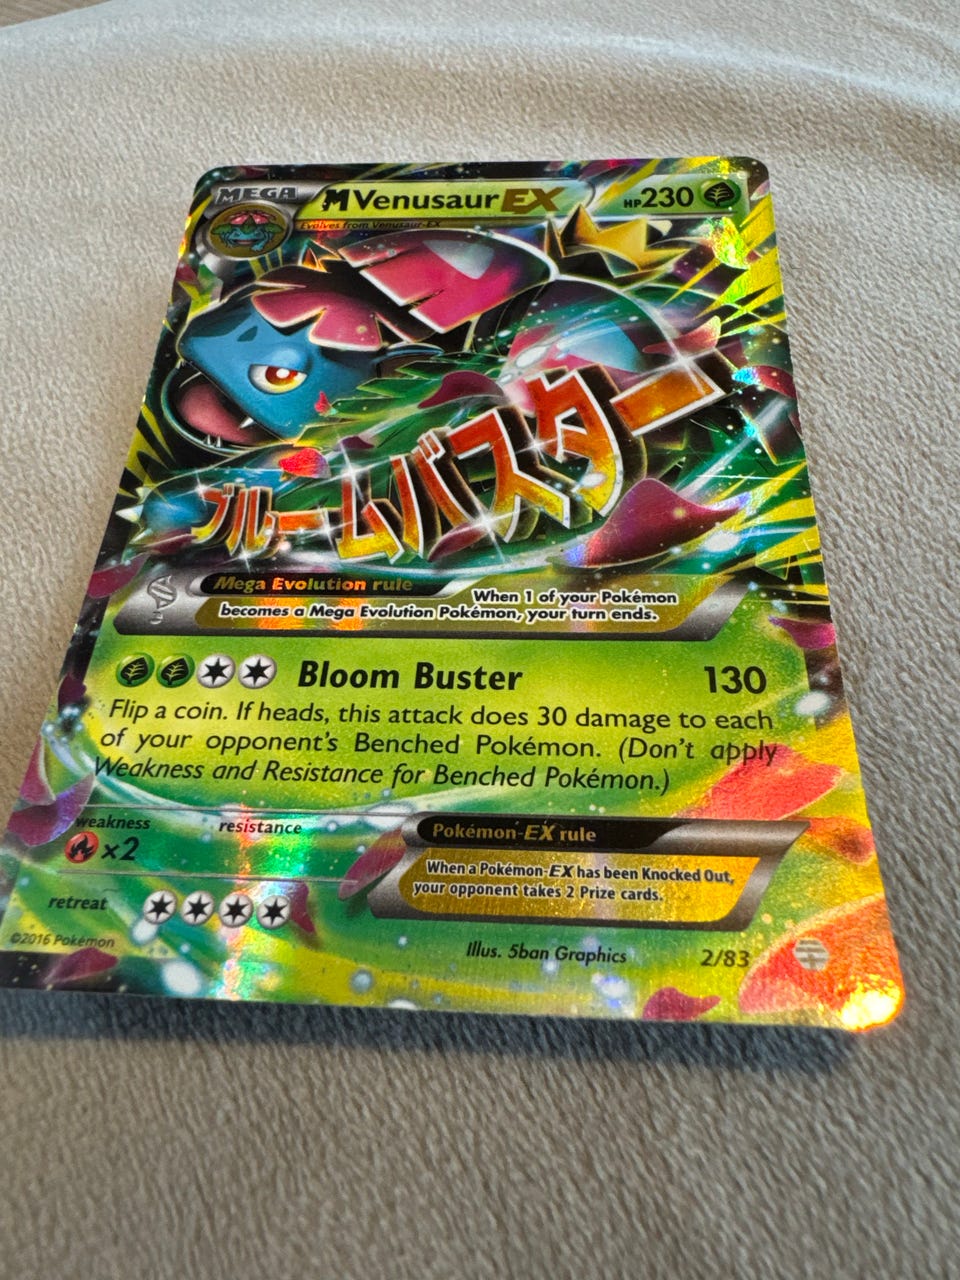 MEGA
MVenusaurEX
HP230
Evolves from Venusaur-EX
ブルームバスター
Mega Evolution rule
When 1 of your Pokémon
becomes a Mega Evolution Pokémon, your turn ends.
Bloom Buster 130
Flip a coin. If heads, this attack does 30 damage to each
of your opponent's Benched Pokémon. (Don't apply
Weakness and Resistance for Benched Pokémon.)
weakness
×2
resistance
retreat
Pokémon-EX rule
When a Pokémon-EX has been Knocked Out,
your opponent takes 2 Prize cards.
©2016 Pokémon
Illus. 5ban Graphics
2/83